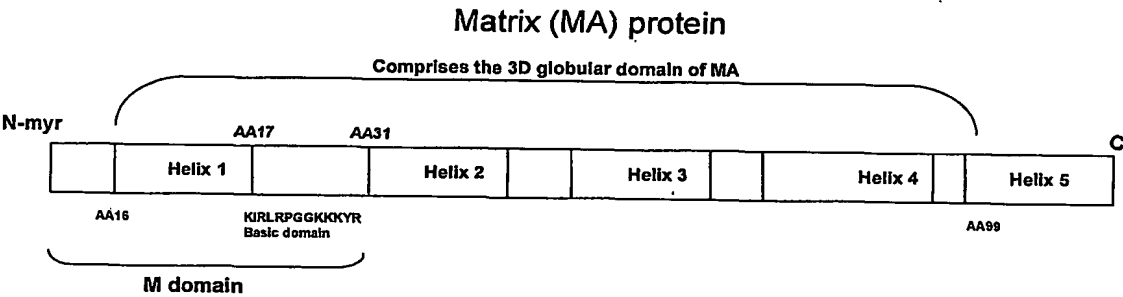 Matrix (MA) protein
Comprises the 3D globular domain of MA
N-myr
AA17
AA31
C
Helix 1
Helix 2
Helix 3
Helix 4
Helix 5
AA16
KIRLRPGGKKKYR
Basic domain
AA99
M domain